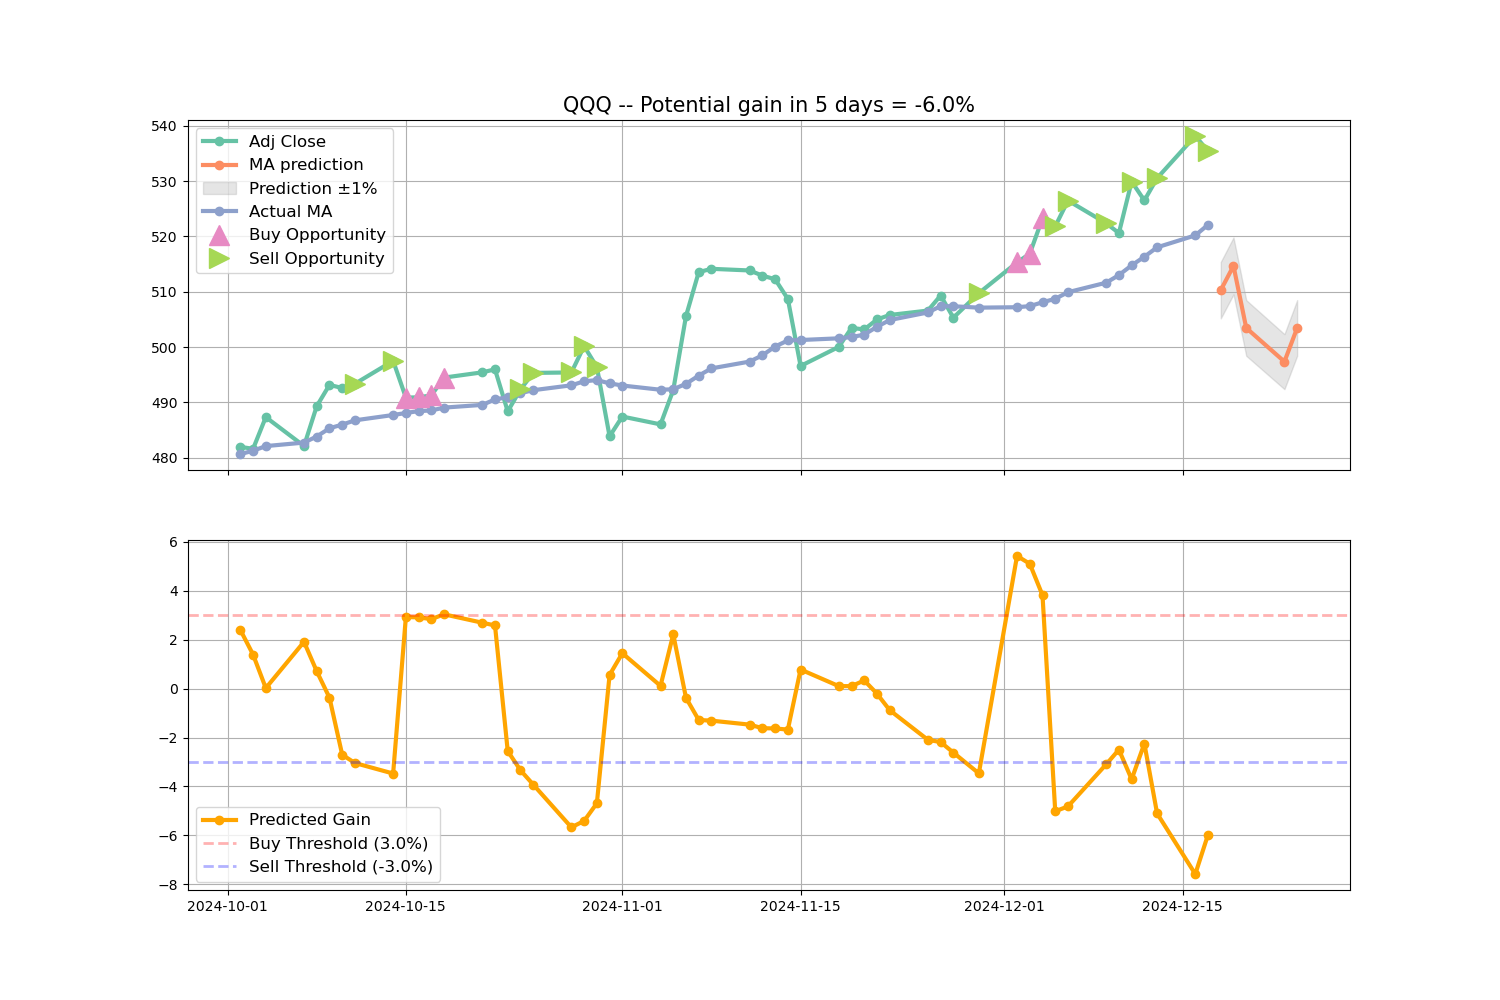 QQQ -- Potential gain in 5 days = -6.0%
540
530
520
510
500
490
480
Adj Close
MA prediction
Prediction ±1%
Actual MA
Buy Opportunity
Sell Opportunity
6
4
2
0
−2
−4
−6
−8
Predicted Gain
Buy Threshold (3.0%)
Sell Threshold (-3.0%)
2024-10-01
2024-10-15
2024-11-01
2024-11-15
2024-12-01
2024-12-15